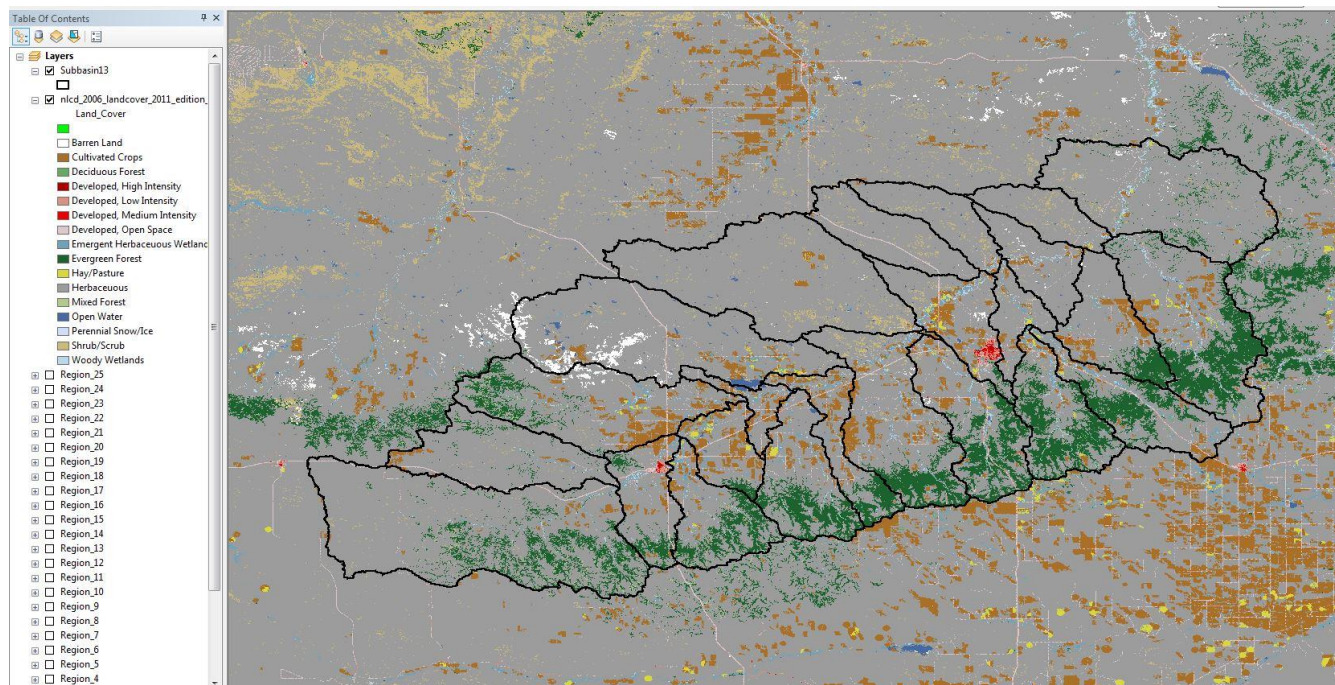 Table Of Contents
Layers
Subbasin13
nlcd_2006_landcover_2011_edition_
Land_Cover
Barren Land
Cultivated Crops
Deciduous Forest
Developed, High Intensity
Developed, Low Intensity
Developed, Medium Intensity
Developed, Open Space
Emergent Herbaceuous Wetlanc
Evergreen Forest
Hay/Pasture
Herbaceuous
Mixed Forest
Open Water
Perennial Snow/Ice
Shrub/Scrub
Woody Wetlands
Region_25
Region_24
Region_23
Region_22
Region_21
Region_20
Region_19
Region_18
Region_17
Region_16
Region_15
Region_14
Region_13
Region_12
Region_11
Region_10
Region_9
Region_8
Region_7
Region_6
Region_5
Region_4